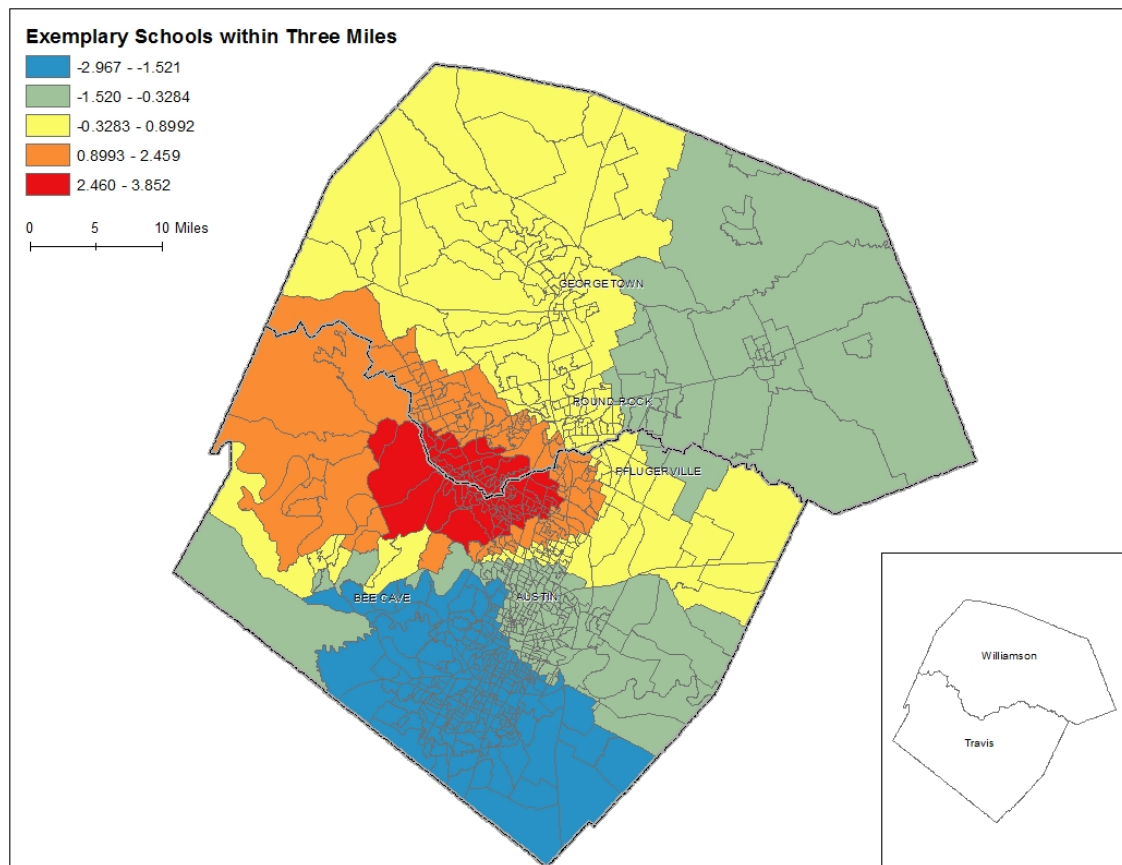 Exemplary Schools within Three Miles
-2.967 - -1.521
-1.520 - -0.3284
-0.3283 - 0.8992
0.8993 - 2.459
2.460 - 3.852
0 5 10 Miles
GEORGETOWN
ROUND ROCK
PFLUGERVILLE
BEE CAVE
AUSTIN
Williamson
Travis